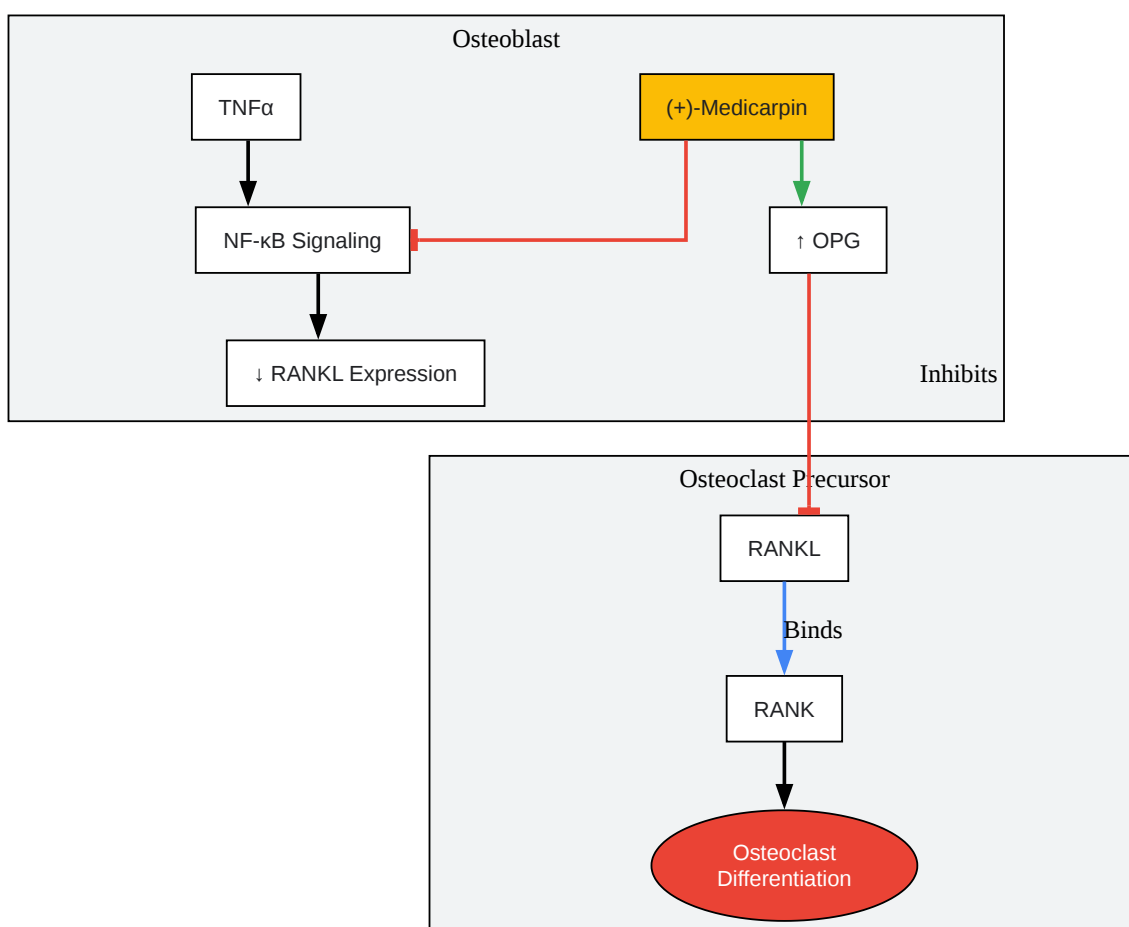 Osteoblast
TNFα
(+)-Medicarpin
NF-κB Signaling
↑ OPG
↓ RANKL Expression
Inhibits
Osteoclast Precursor
RANKL
Binds
RANK
Osteoclast
Differentiation